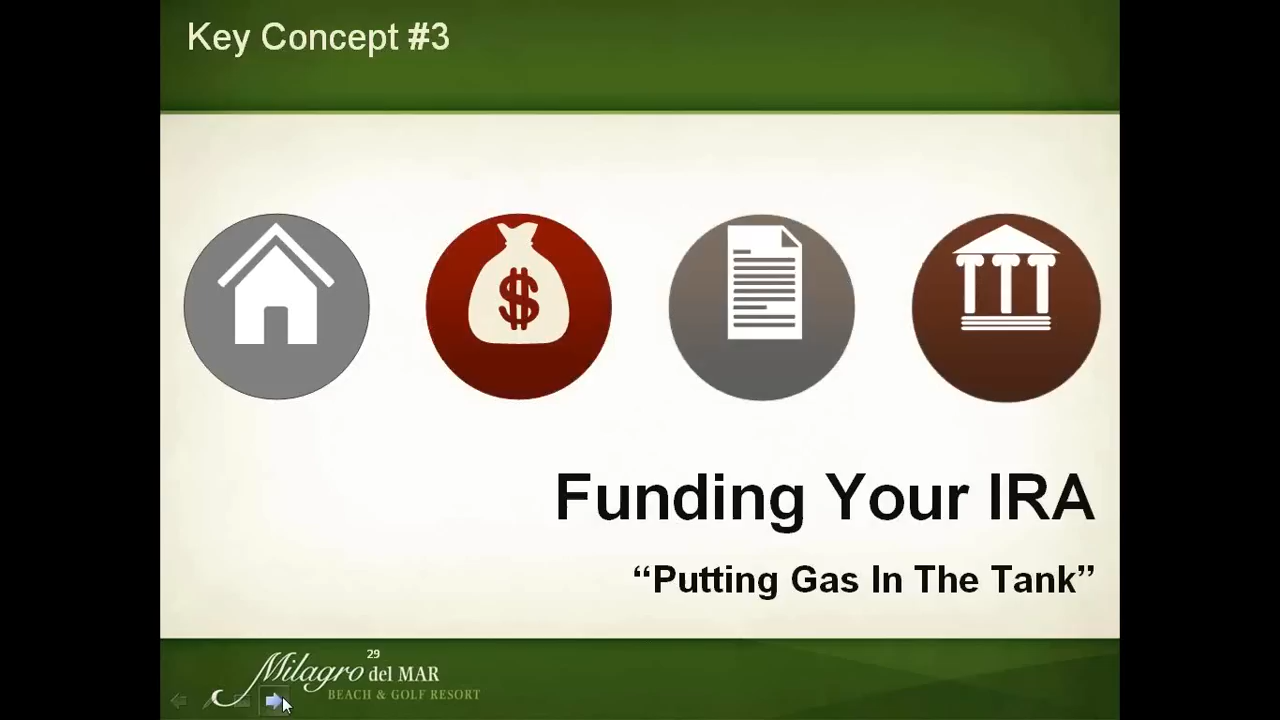 Key Concept #3
$
Funding Your IRA
“Putting Gas In The Tank”
29
Milagro del MAR
BEACH & GOLF RESORT